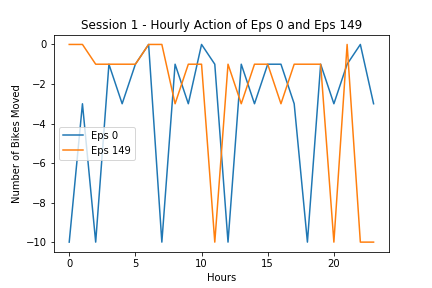 Session 1 - Hourly Action of Eps 0 and Eps 149
0
−2
−4
−6
−8
−10
Number of Bikes Moved
Eps 0
Eps 149
0 5 10 15 20
Hours